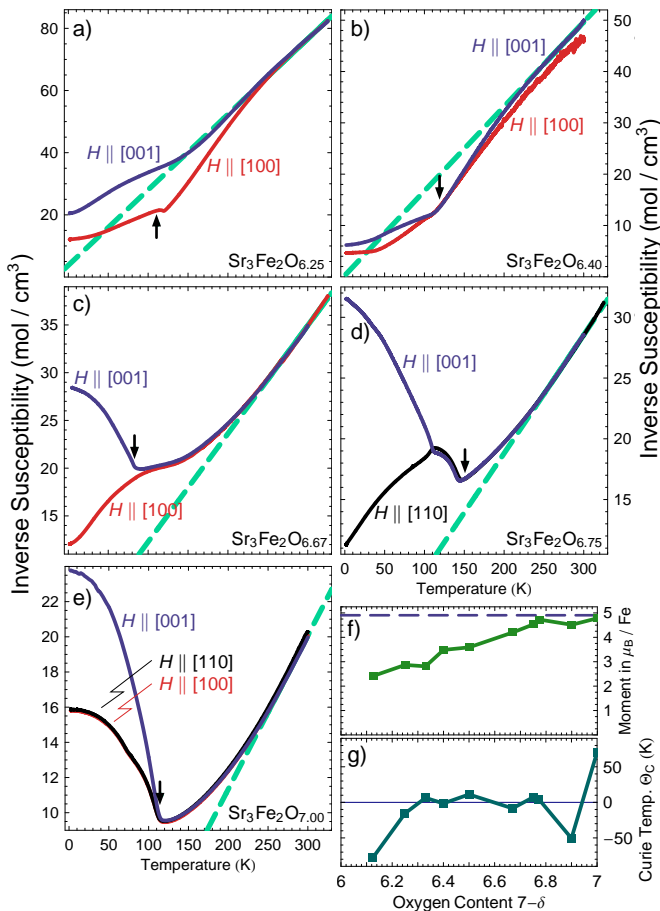 a)
H || [001]
H || [100]
Sr3Fe2O6.25
80
60
40
20
b)
H || [001]
H || [100]
Sr3Fe2O6.40
50
40
30
20
10
Inverse Susceptibility (mol / cm³)
Inverse Susceptibility (mol / cm³)
c)
H || [001]
H || [100]
Sr3Fe2O6.67
35
30
25
20
15
d)
H || [001]
H || [110]
Sr3Fe2O6.75
30
25
20
15
0 50 100 150 200 250 300
Temperature (K)
e)
H || [001]
H || [110]
H || [100]
Sr3Fe2O7.00
22
20
18
16
14
12
10
0 50 100 150 200 250 300
Temperature (K)
f)
5
4
3
2
1
0
Moment in μB / Fe
g)
0
−50
Curie Temp. ΘC (K)
6 6.2 6.4 6.6 6.8 7
Oxygen Content 7−δ